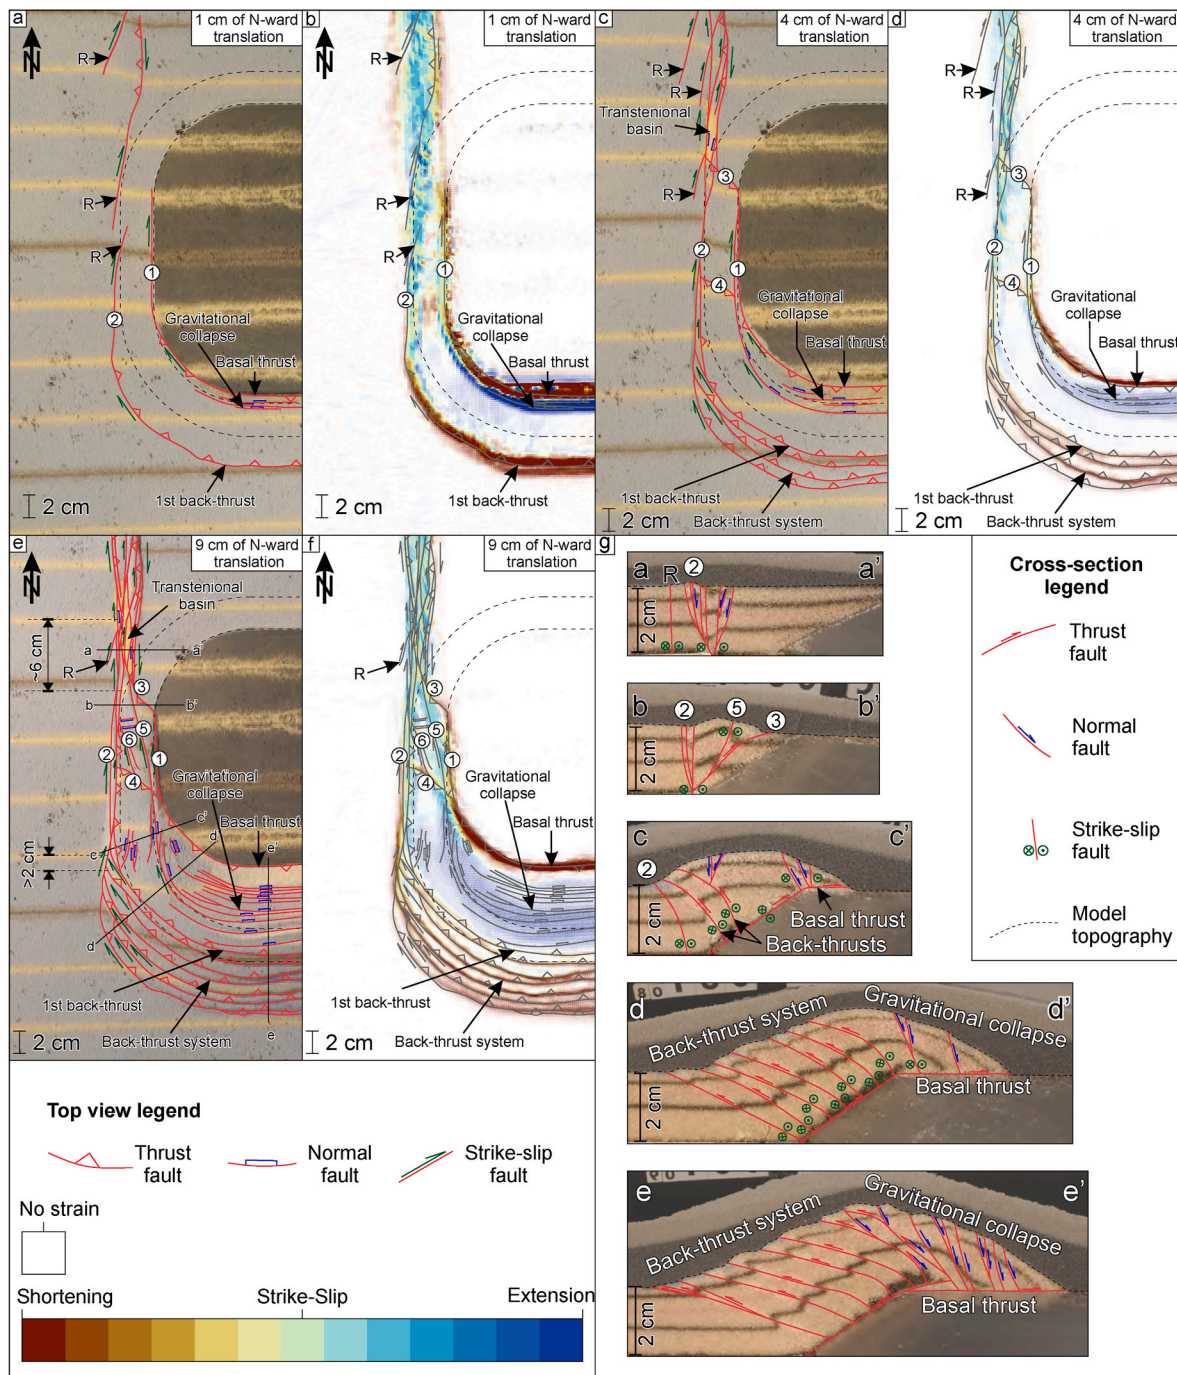 a
1 cm of N-ward
translation
N
R
R
R
1
2
Gravitational
collapse
Basal thrust
1st back-thrust
2 cm
b
1 cm of N-ward
translation
N
R
R
R
1
2
Gravitational
collapse
Basal thrust
1st back-thrust
2 cm
c
4 cm of N-ward
translation
R
R
Transtenional
basin
3
R
2
1
4
Gravitational
collapse
Basal thrust
1st back-thrust
Back-thrust system
2 cm
d
4 cm of N-ward
translation
R
R
3
R
2
1
4
Gravitational
collapse
Basal thrust
1st back-thrust
Back-thrust system
2 cm
e
9 cm of N-ward
translation
N
Transtenional
basin
~6 cm
a
a'
R
3
b
b'
5
6
2
1
4
Gravitational
collapse
c'
Basal thrust
d'
e'
c
>2 cm
d
1st back-thrust
Back-thrust system
e
2 cm
f
9 cm of N-ward
translation
N
R
3
5
6
2
1
4
Gravitational
collapse
Basal thrust
1st back-thrust
Back-thrust system
2 cm
g
a
R
2
a'
2 cm
b
2
5
3
b'
2 cm
c
c'
2
2 cm
Basal thrust
Back-thrusts
d
d'
Back-thrust system
Gravitational collapse
Basal thrust
2 cm
e
e'
Back-thrust system
Gravitational collapse
Basal thrust
2 cm
Cross-section
legend
Thrust
fault
Normal
fault
Strike-slip
fault
Model
topography
Top view legend
Thrust
fault
Normal
fault
Strike-slip
fault
No strain
Shortening
Strike-Slip
Extension